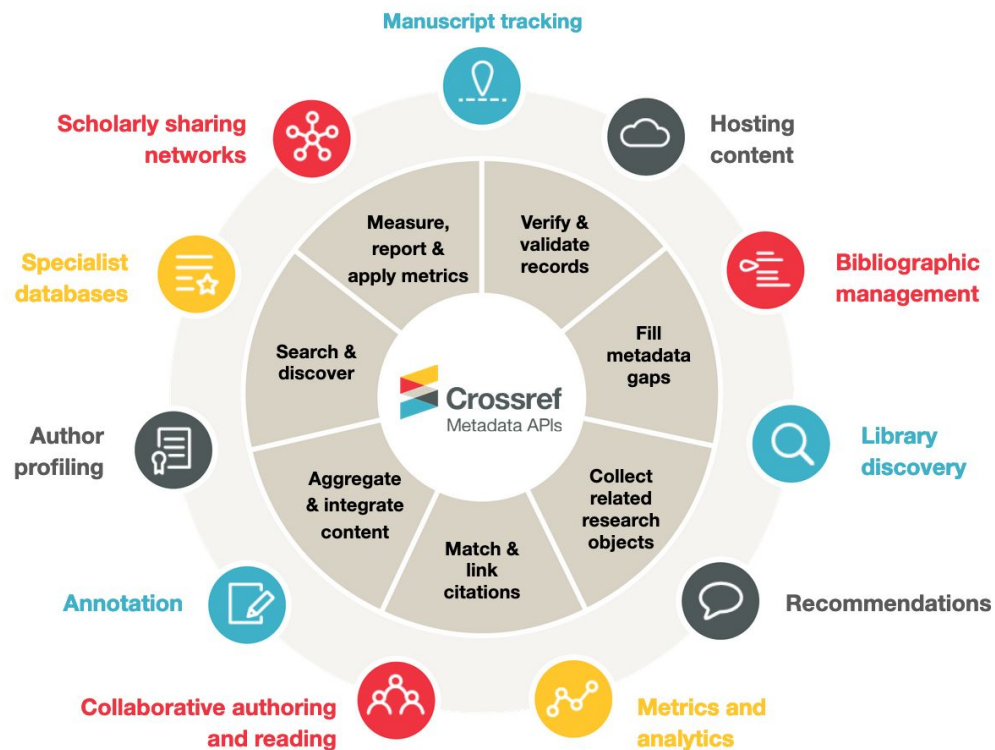 Manuscript tracking
Scholarly sharing
networks
Hosting
content
Specialist
databases
Bibliographic
management
Author
profiling
Library
discovery
Annotation
Recommendations
Collaborative authoring
and reading
Metrics and
analytics
Measure,
report &
apply metrics
Verify &
validate
records
Search &
discover
Fill
metadata
gaps
Crossref
Metadata APIs
Aggregate
& integrate
content
Collect
related
research
objects
Match &
link
citations